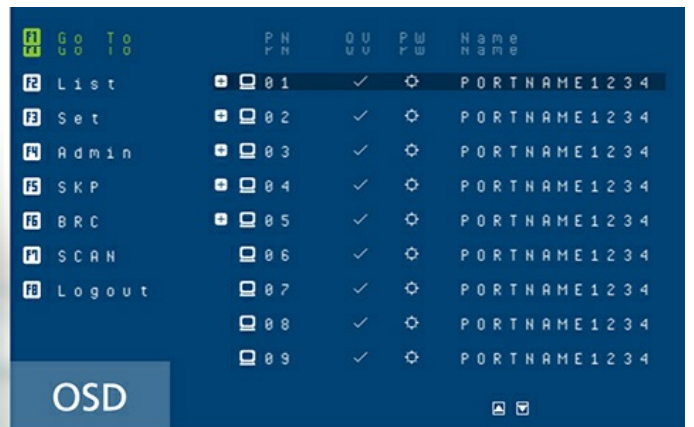 F1 Go To PN QV PW Name
F2 List 01 PORTNAME1234
F3 Set 02 PORTNAME1234
F4 Admin 03 PORTNAME1234
F5 SKP 04 PORTNAME1234
F6 BRC 05 PORTNAME1234
F7 SCAN 06 PORTNAME1234
F8 Logout 07 PORTNAME1234
08 PORTNAME1234
09 PORTNAME1234
OSD